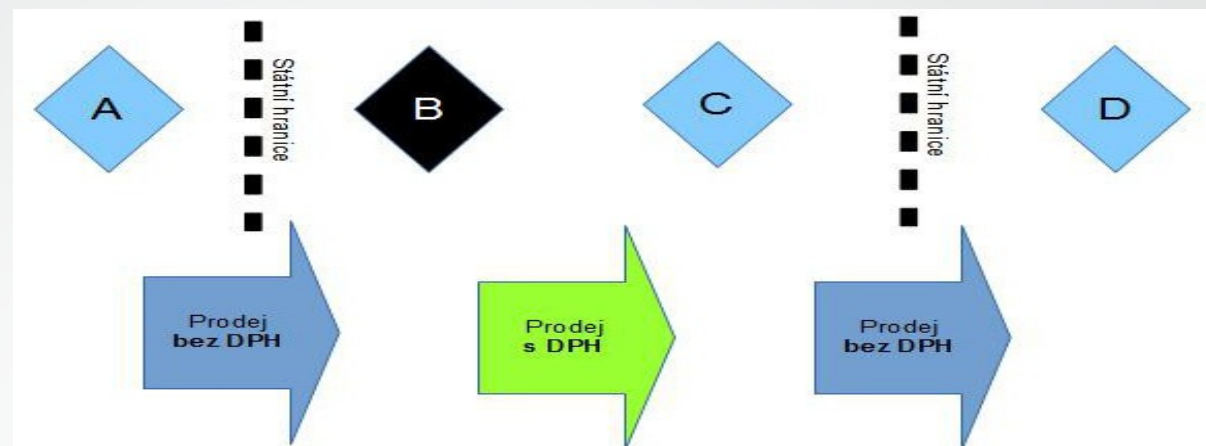 A
Státní hranice
B
C
Státní hranice
D
Prodej
bez DPH
Prodej
s DPH
Prodej
bez DPH